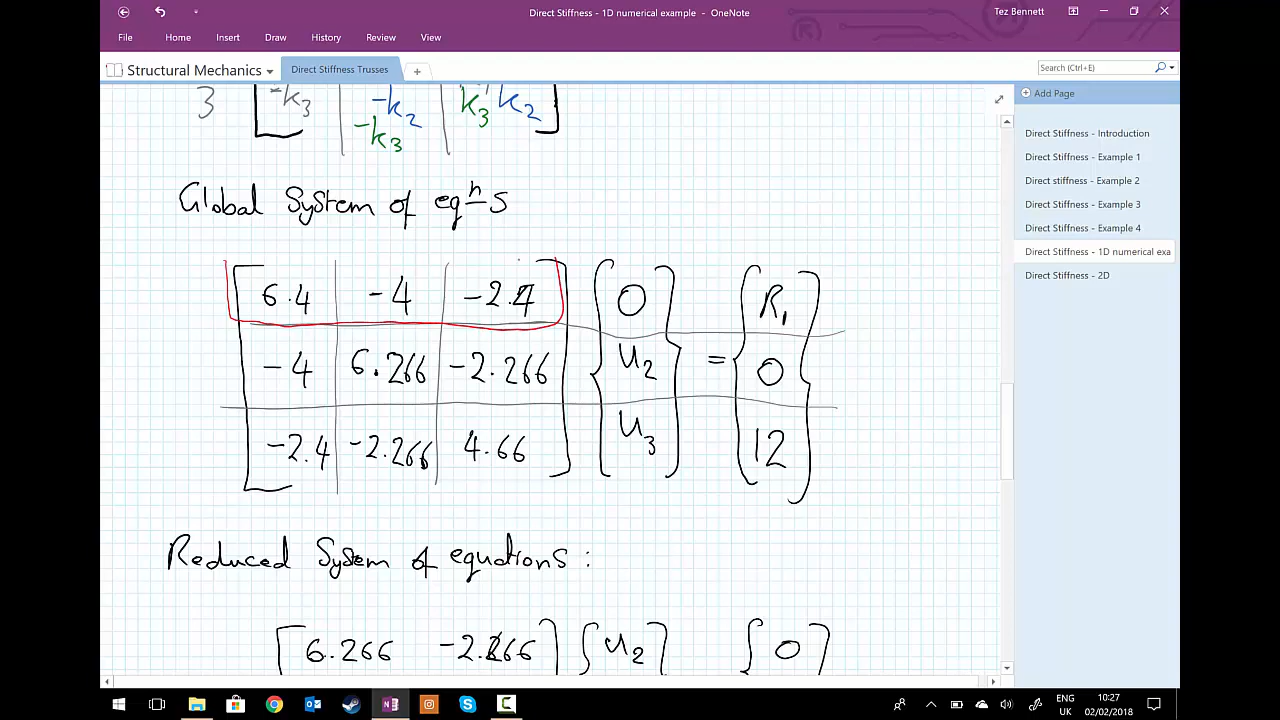 Direct Stiffness - 1D numerical example - OneNote
Tez Bennett
File Home Insert Draw History Review View
Structural Mechanics
Direct Stiffness Trusses
+
Search (Ctrl+E)
Add Page
Direct Stiffness - Introduction
Direct Stiffness - Example 1
Direct stiffness - Example 2
Direct Stiffness - Example 3
Direct Stiffness - Example 4
Direct Stiffness - 1D numerical exa
Direct Stiffness - 2D
3 -k3 -k2 k3 k2
-k3
Global System of eqns
6.4 -4 -2.4 0 R1
-4 6.266 -2.266 u2 = 0
-2.4 -2.266 4.66 u3 12
Reduced System of equations :
6.266 -2.266 u2 0
ENG
UK
10:27
02/02/2018